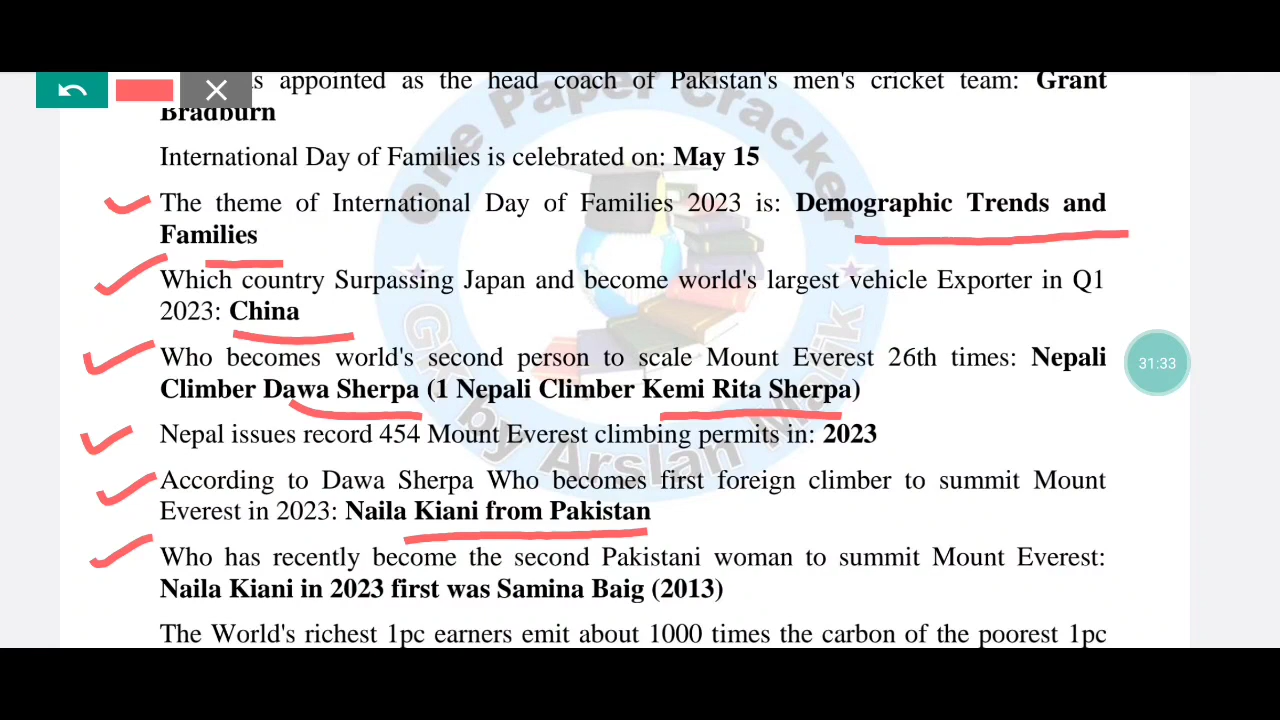 s appointed as the head coach of Pakistan's men's cricket team: Grant
Bradburn
International Day of Families is celebrated on: May 15
The theme of International Day of Families 2023 is: Demographic Trends and
Families
Which country Surpassing Japan and become world's largest vehicle Exporter in Q1
2023: China
Who becomes world's second person to scale Mount Everest 26th times: Nepali
Climber Dawa Sherpa (1 Nepali Climber Kemi Rita Sherpa)
Nepal issues record 454 Mount Everest climbing permits in: 2023
According to Dawa Sherpa Who becomes first foreign climber to summit Mount
Everest in 2023: Naila Kiani from Pakistan
Who has recently become the second Pakistani woman to summit Mount Everest:
Naila Kiani in 2023 first was Samina Baig (2013)
The World's richest 1pc earners emit about 1000 times the carbon of the poorest 1pc
One Paper Cracker
GK by Arslan Malik
31:33